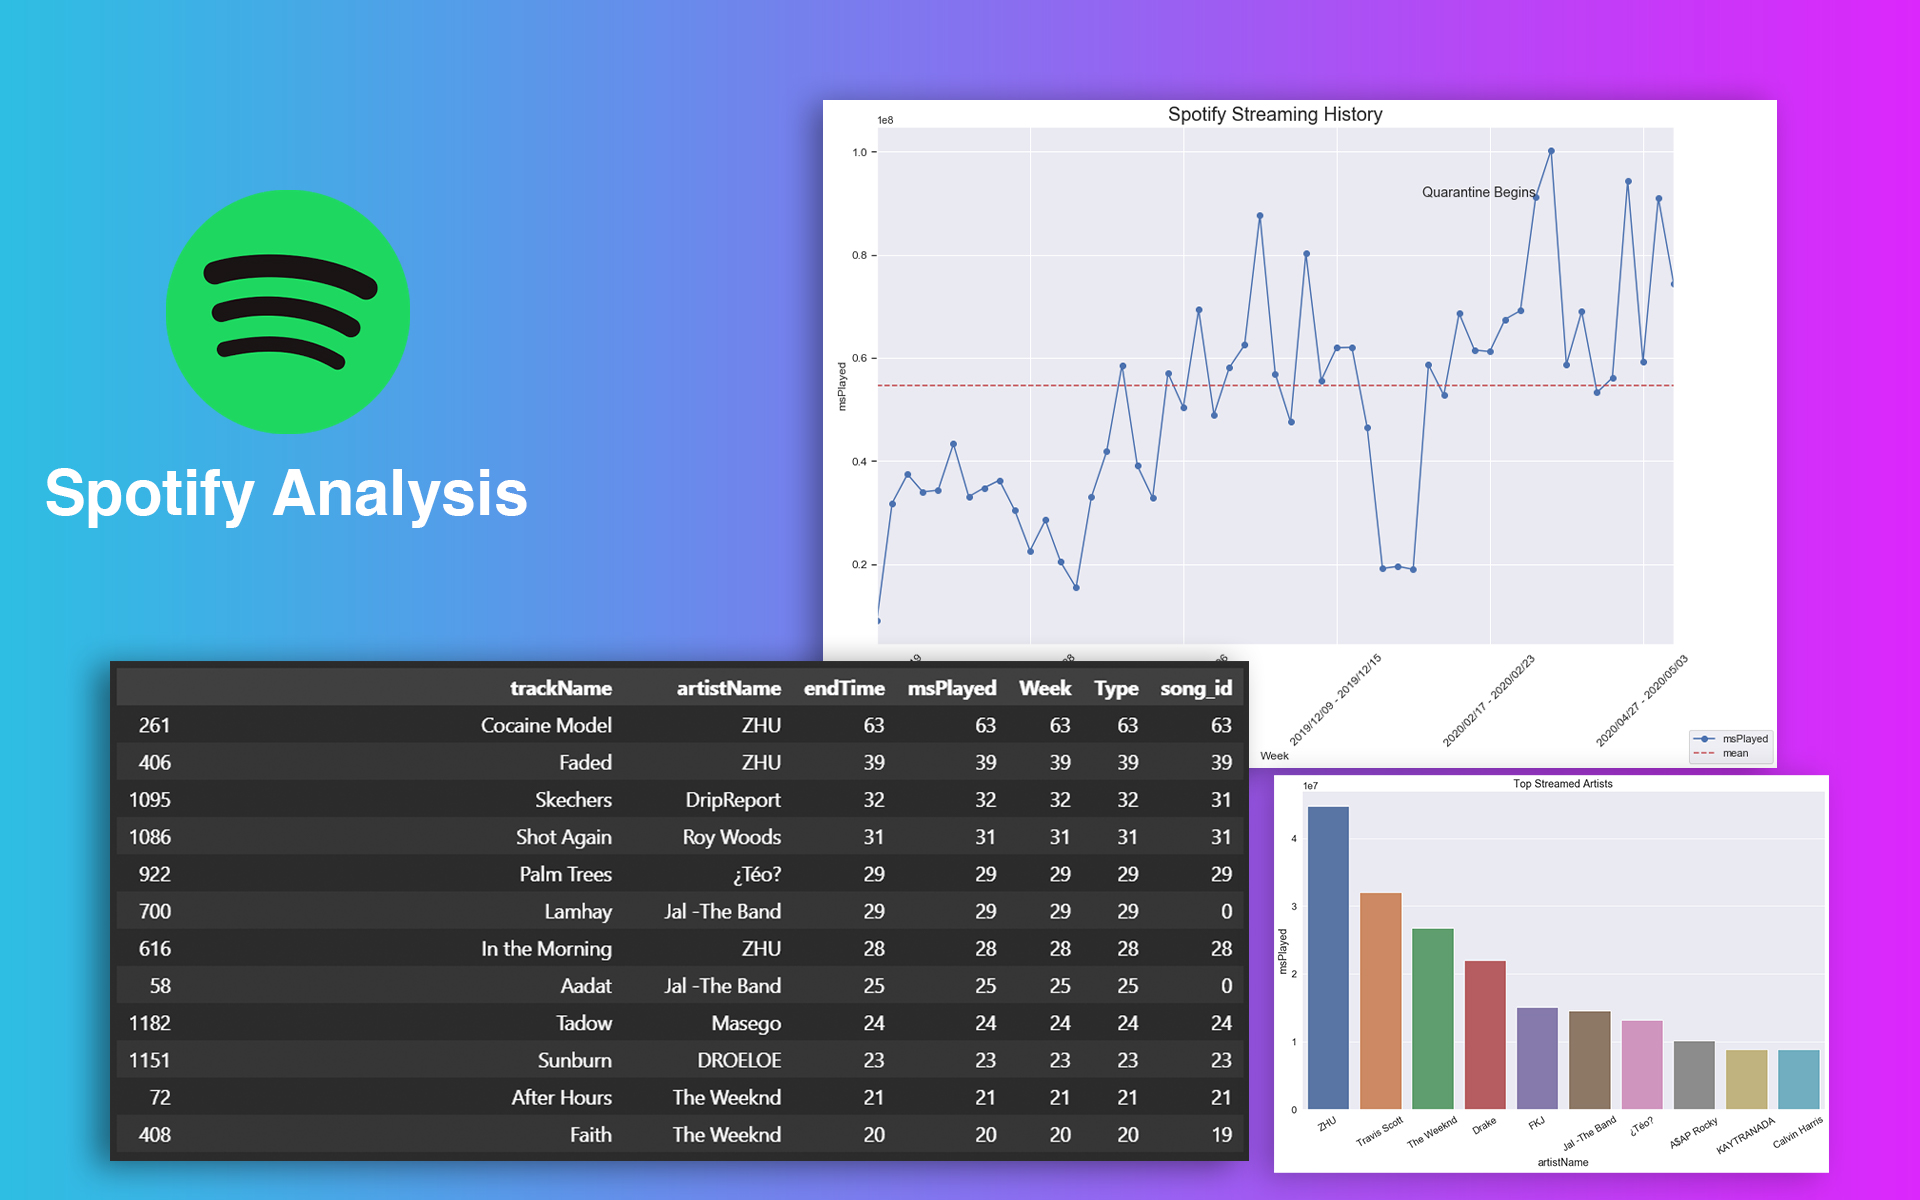 Spotify Analysis
Spotify Streaming History
1e8
1.0
0.8
0.6
0.4
0.2
msPlayed
Quarantine Begins
2019/12/09 - 2019/12/15
2020/02/17 - 2020/02/23
2020/04/27 - 2020/05/03
Week
msPlayed
mean
trackName artistName endTime msPlayed Week Type song_id
261 Cocaine Model ZHU 63 63 63 63 63
406 Faded ZHU 39 39 39 39 39
1095 Skechers DripReport 32 32 32 32 31
1086 Shot Again Roy Woods 31 31 31 31 31
922 Palm Trees ¿Téo? 29 29 29 29 29
700 Lamhay Jal -The Band 29 29 29 29 0
616 In the Morning ZHU 28 28 28 28 28
58 Aadat Jal -The Band 25 25 25 25 0
1182 Tadow Masego 24 24 24 24 24
1151 Sunburn DROELOE 23 23 23 23 23
72 After Hours The Weeknd 21 21 21 21 21
408 Faith The Weeknd 20 20 20 20 19
Top Streamed Artists
1e7
4
3
2
1
0
msPlayed
ZHU
Travis Scott
The Weeknd
Drake
FKJ
Jal -The Band
¿Téo?
A$AP Rocky
KAYTRANADA
Calvin Harris
artistName